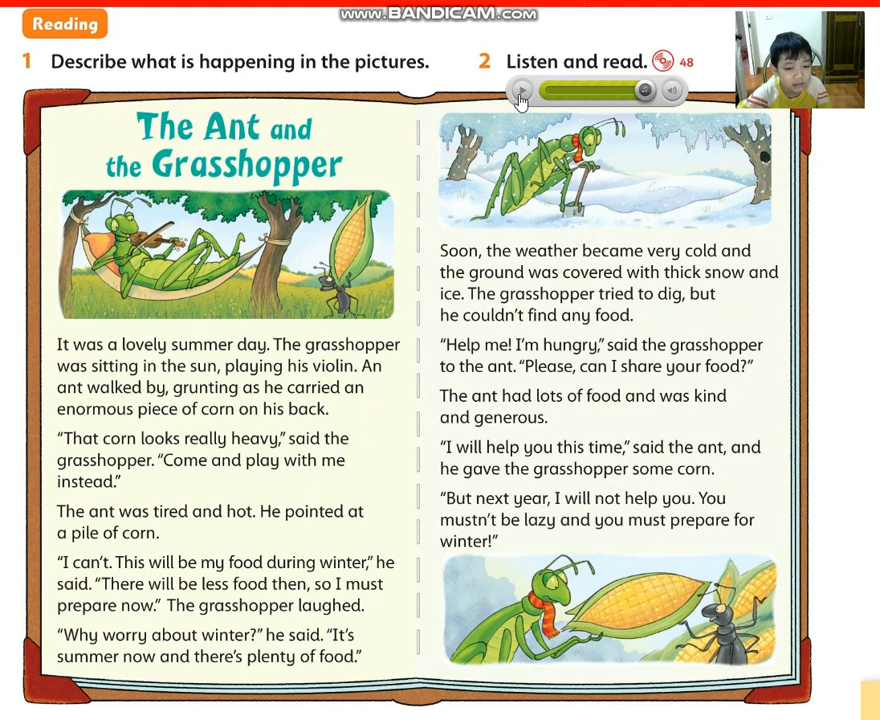 www.BANDICAM.com
Reading
1 Describe what is happening in the pictures.
2 Listen and read. 48
The Ant and
the Grasshopper
It was a lovely summer day. The grasshopper
was sitting in the sun, playing his violin. An
ant walked by, grunting as he carried an
enormous piece of corn on his back.
“That corn looks really heavy,” said the
grasshopper. “Come and play with me
instead.”
The ant was tired and hot. He pointed at
a pile of corn.
“I can’t. This will be my food during winter,” he
said. “There will be less food then, so I must
prepare now.” The grasshopper laughed.
“Why worry about winter?” he said. “It’s
summer now and there’s plenty of food.”
Soon, the weather became very cold and
the ground was covered with thick snow and
ice. The grasshopper tried to dig, but
he couldn’t find any food.
“Help me! I’m hungry,” said the grasshopper
to the ant. “Please, can I share your food?”
The ant had lots of food and was kind
and generous.
“I will help you this time,” said the ant, and
he gave the grasshopper some corn.
“But next year, I will not help you. You
mustn’t be lazy and you must prepare for
winter!”